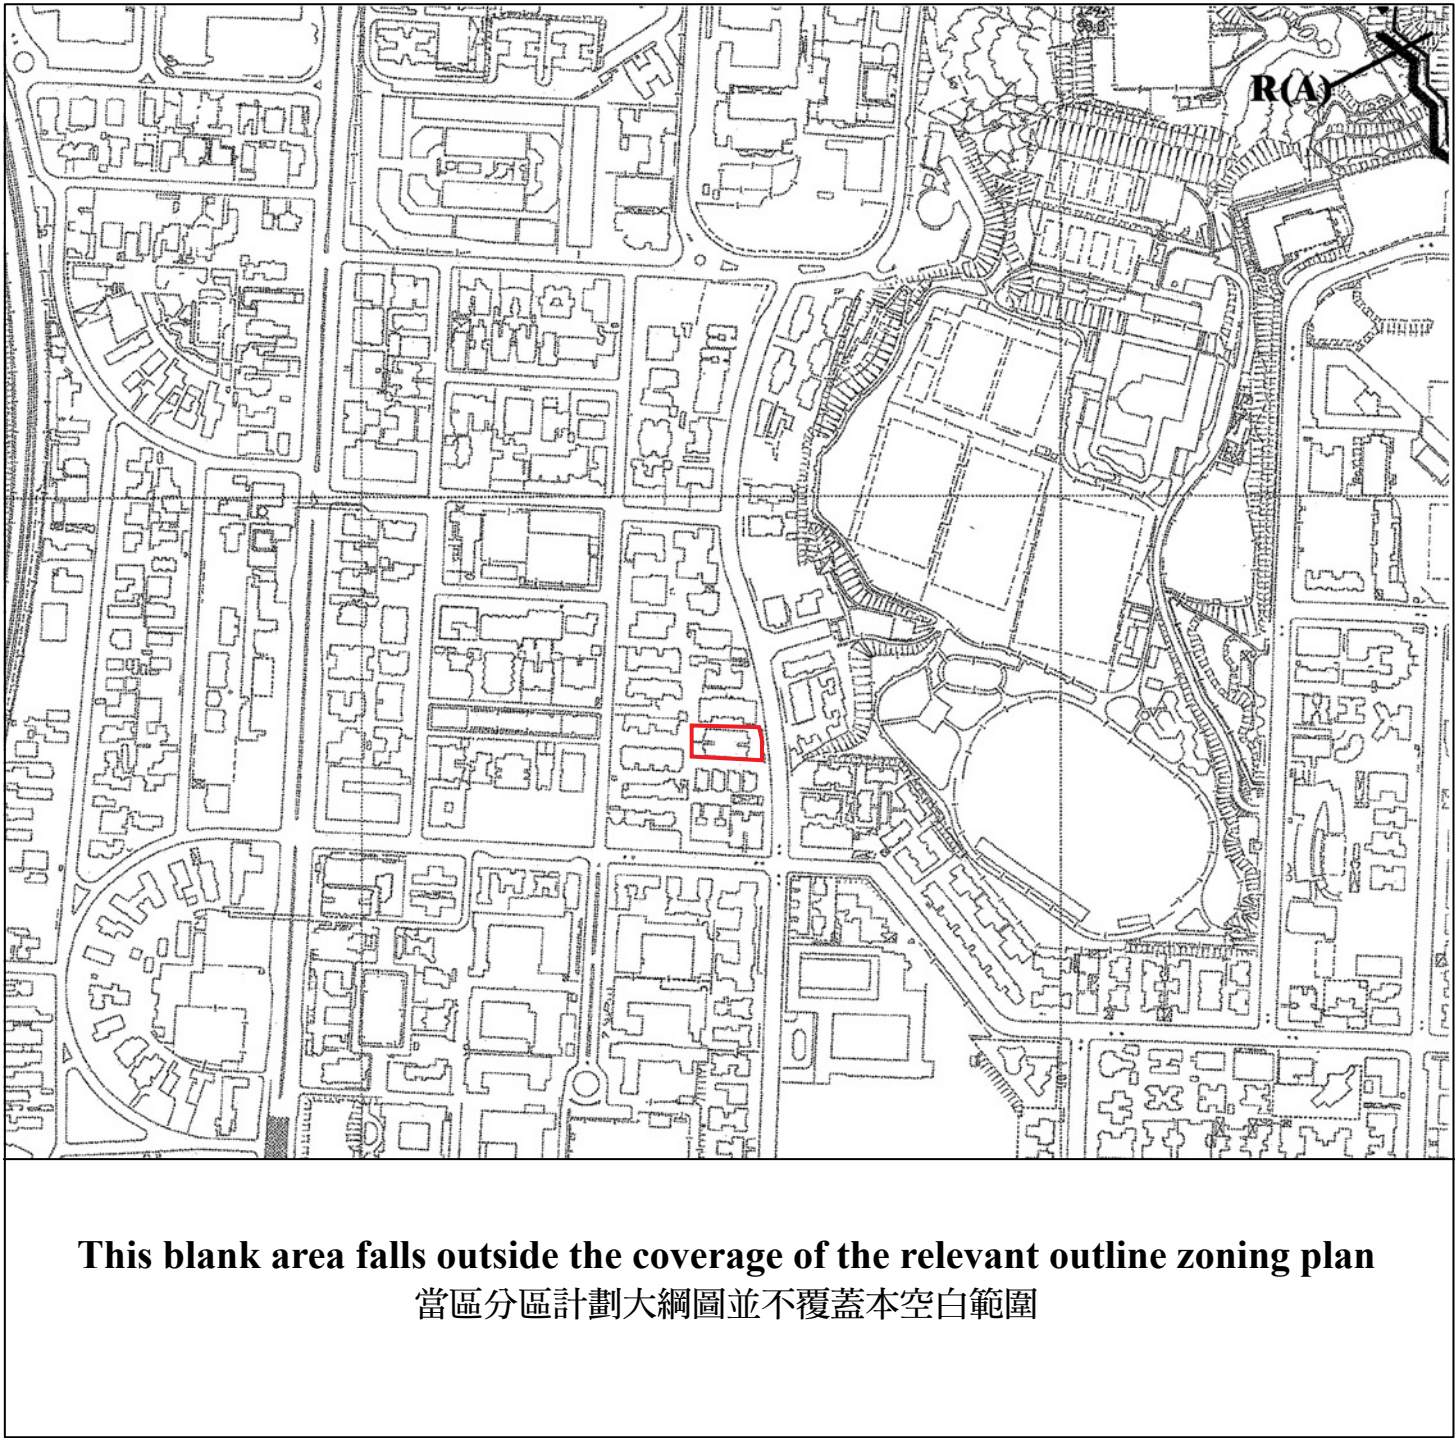 R(A)
This blank area falls outside the coverage of the relevant outline zoning plan
當區分區計劃大綱圖並不覆蓋本空白範圍